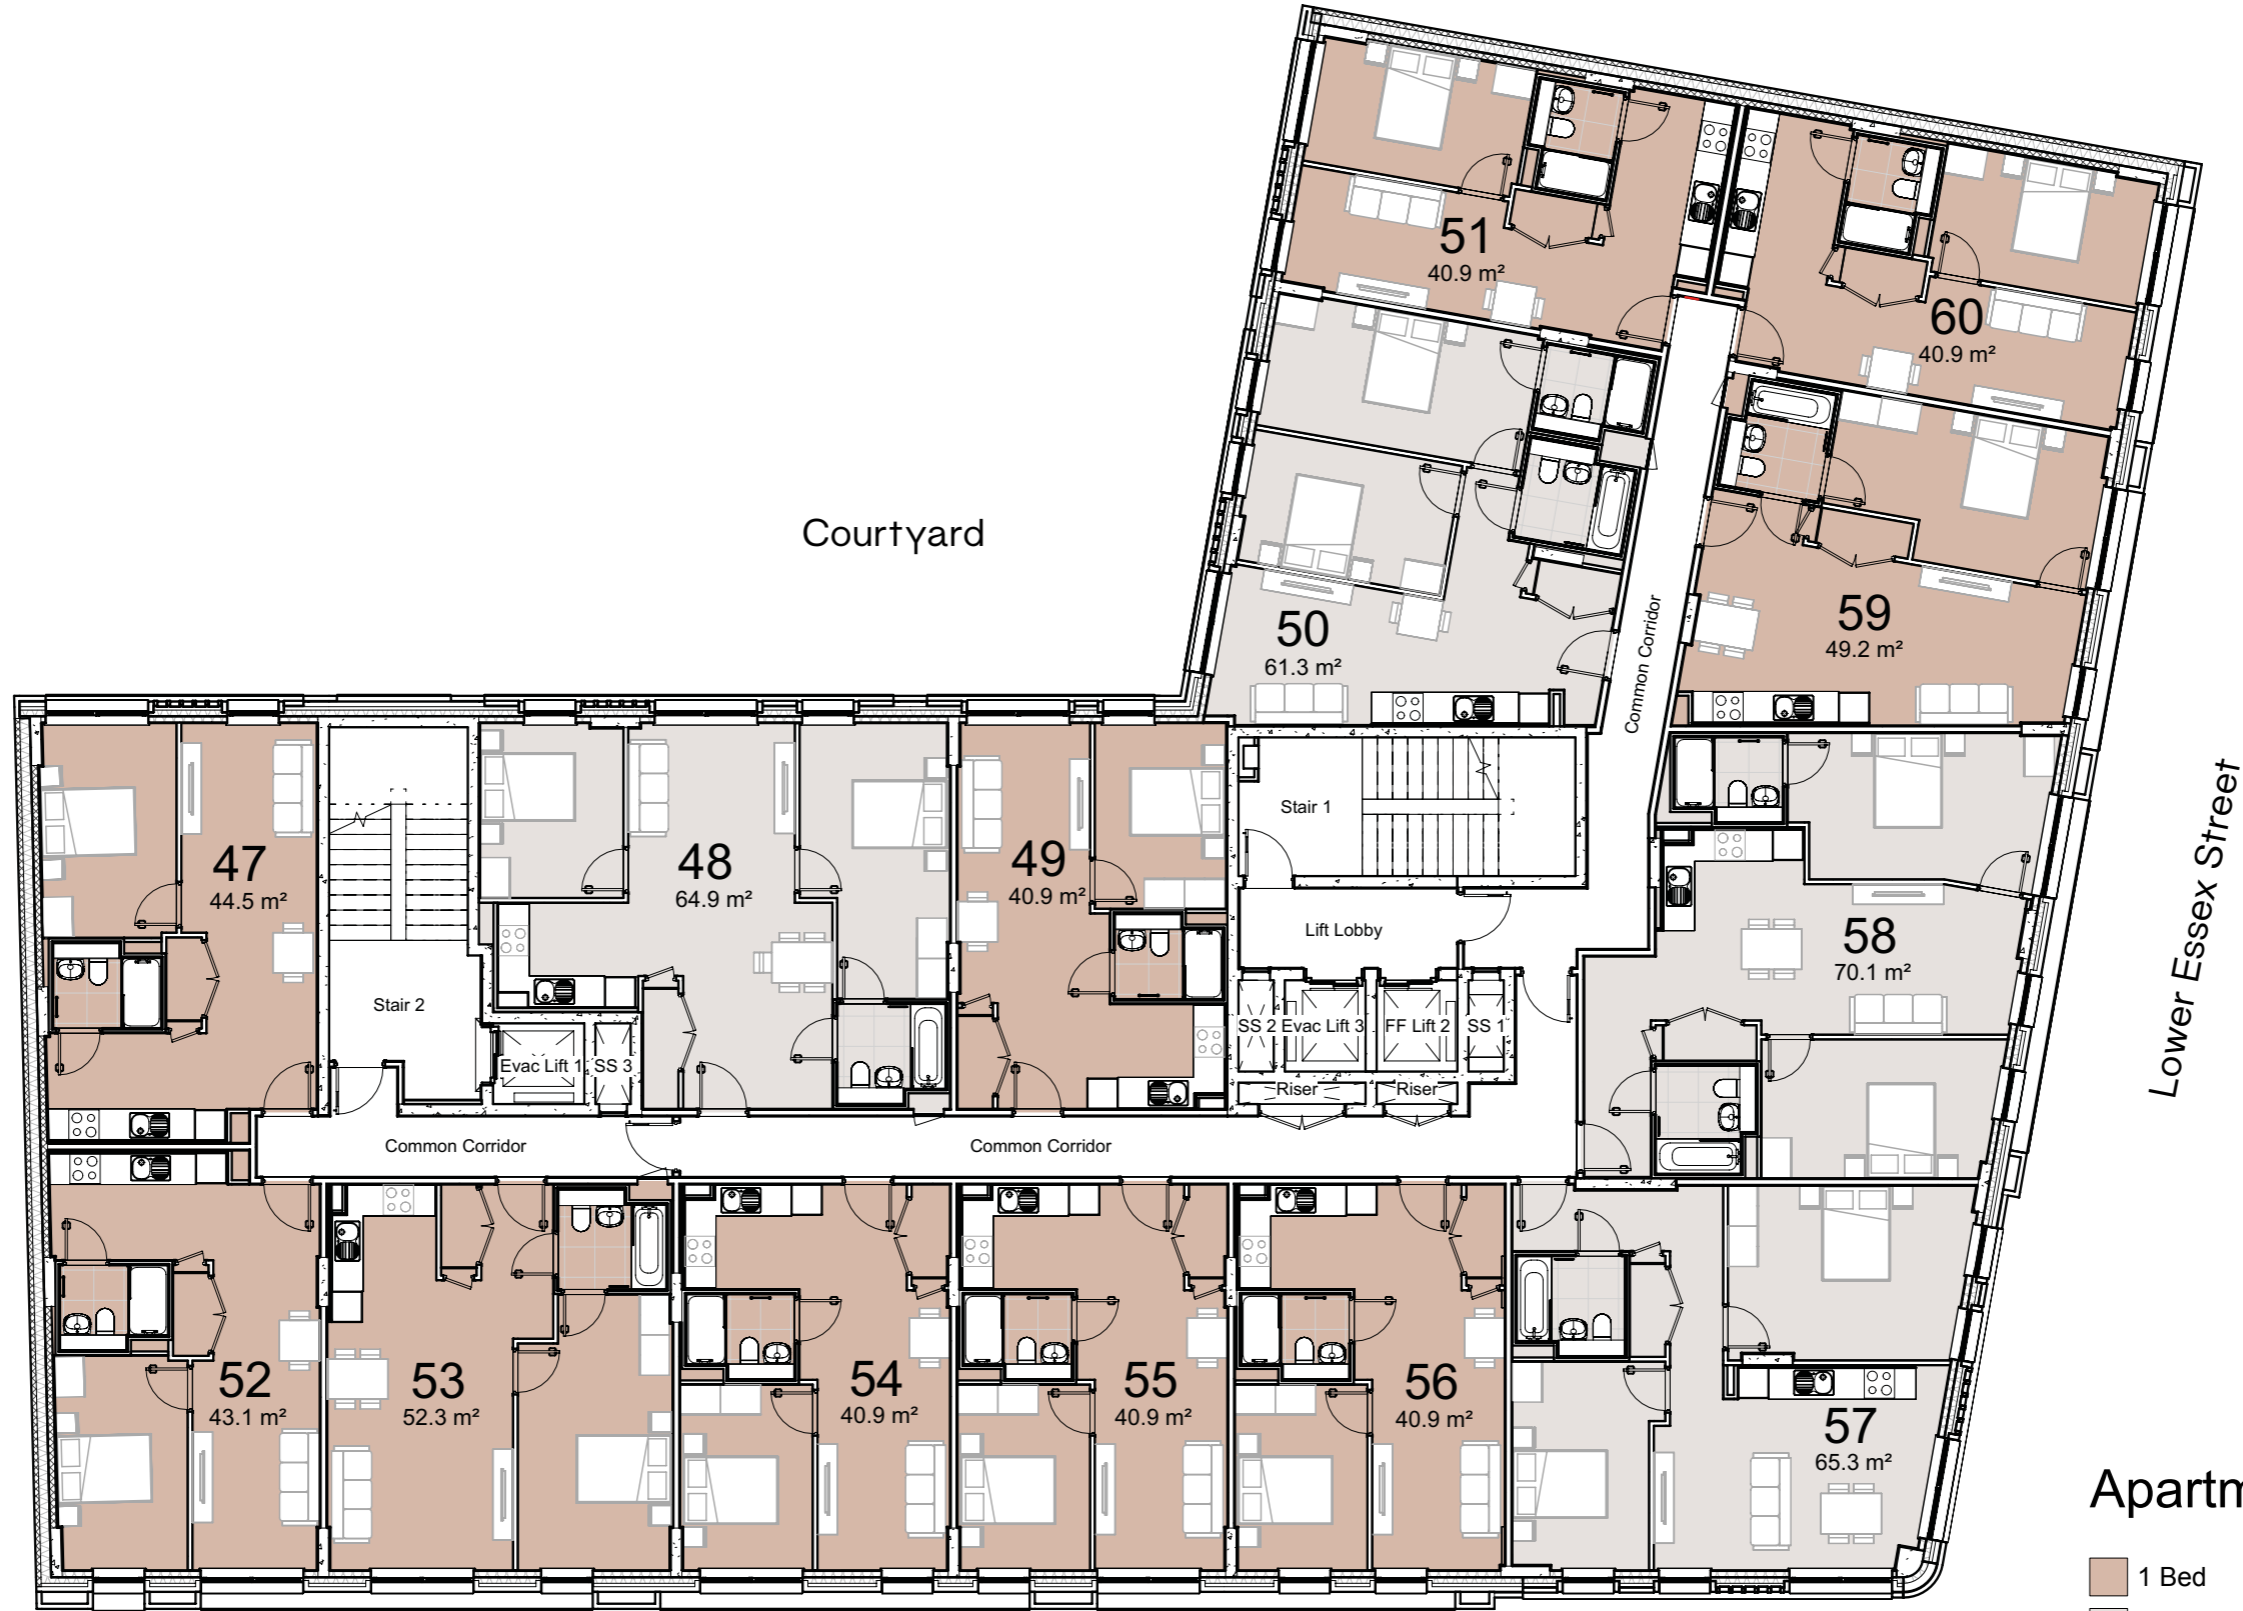 51
40.9 m²
60
40.9 m²
Courtyard
50
61.3 m²
Common Corridor
59
49.2 m²
47
44.5 m²
48
64.9 m²
49
40.9 m²
Stair 1
Lift Lobby
58
70.1 m²
Lower Essex Street
Stair 2
Evac Lift 1
SS 3
SS 2
Evac Lift 3
FF Lift 2
SS 1
Riser
Riser
Common Corridor
Common Corridor
52
43.1 m²
53
52.3 m²
54
40.9 m²
55
40.9 m²
56
40.9 m²
57
65.3 m²
Apartm
1 Bed